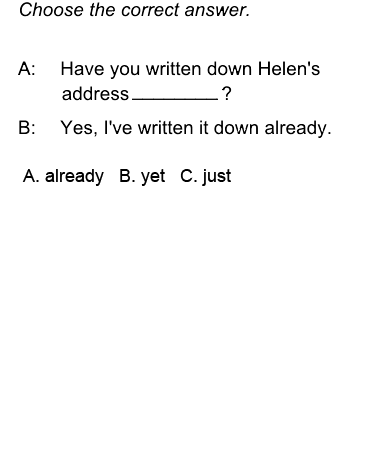 Choose the correct answer.
A: Have you written down Helen's
address________?
B: Yes, I've written it down already.
A. already B. yet C. just